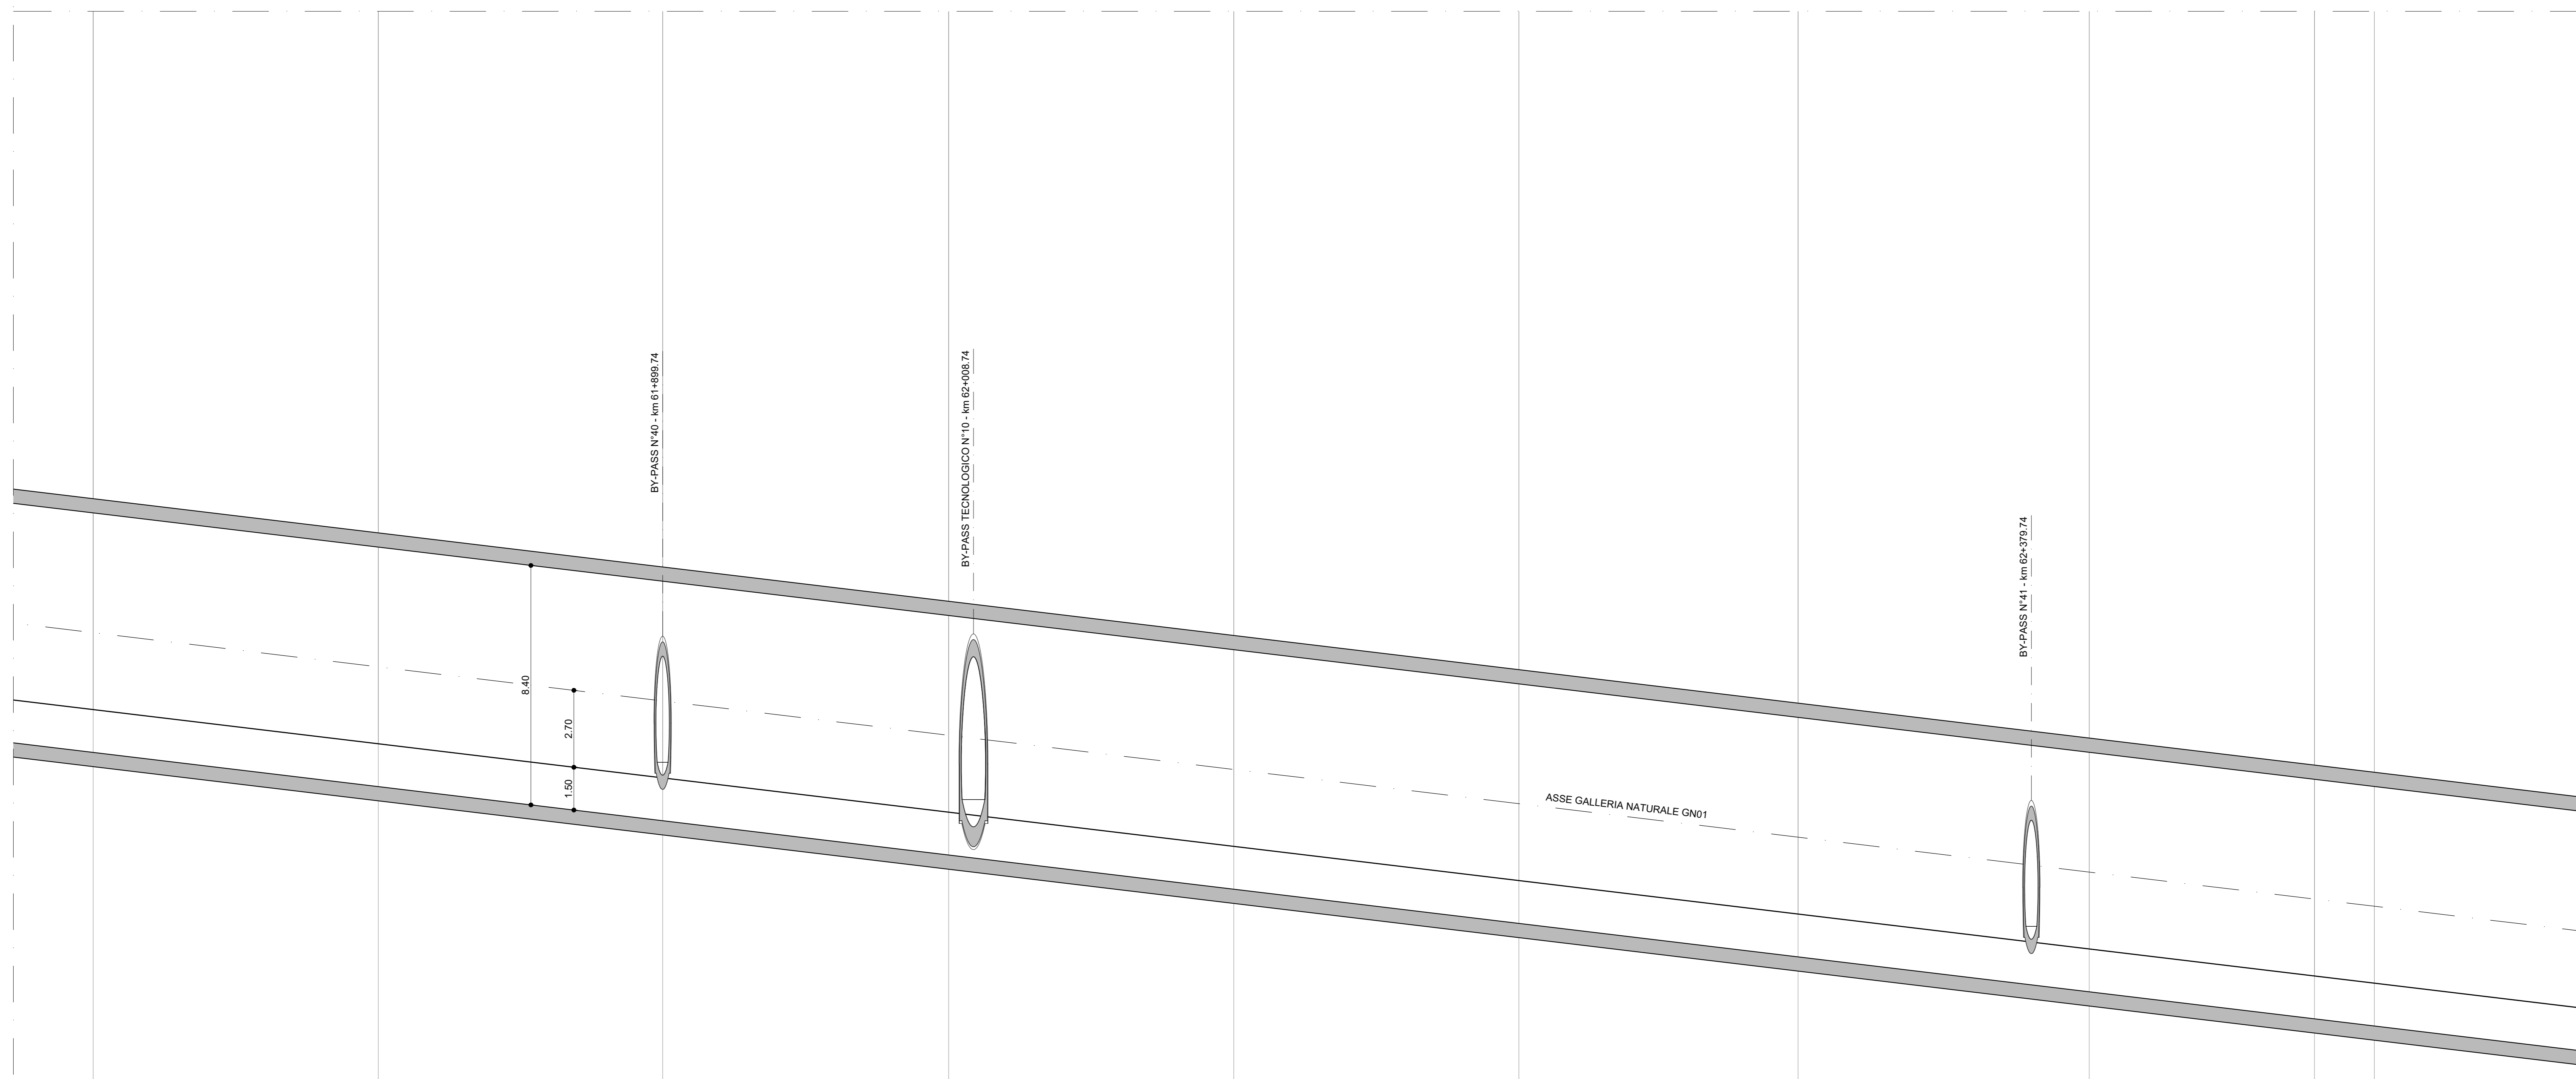 BY-PASS N°40 - km 61+899.74
BY-PASS TECNOLOGICO N°10 - km 62+008.74
BY-PASS N°41 - km 62+379.74
8.40
2.70
1.50
ASSE GALLERIA NATURALE GN01